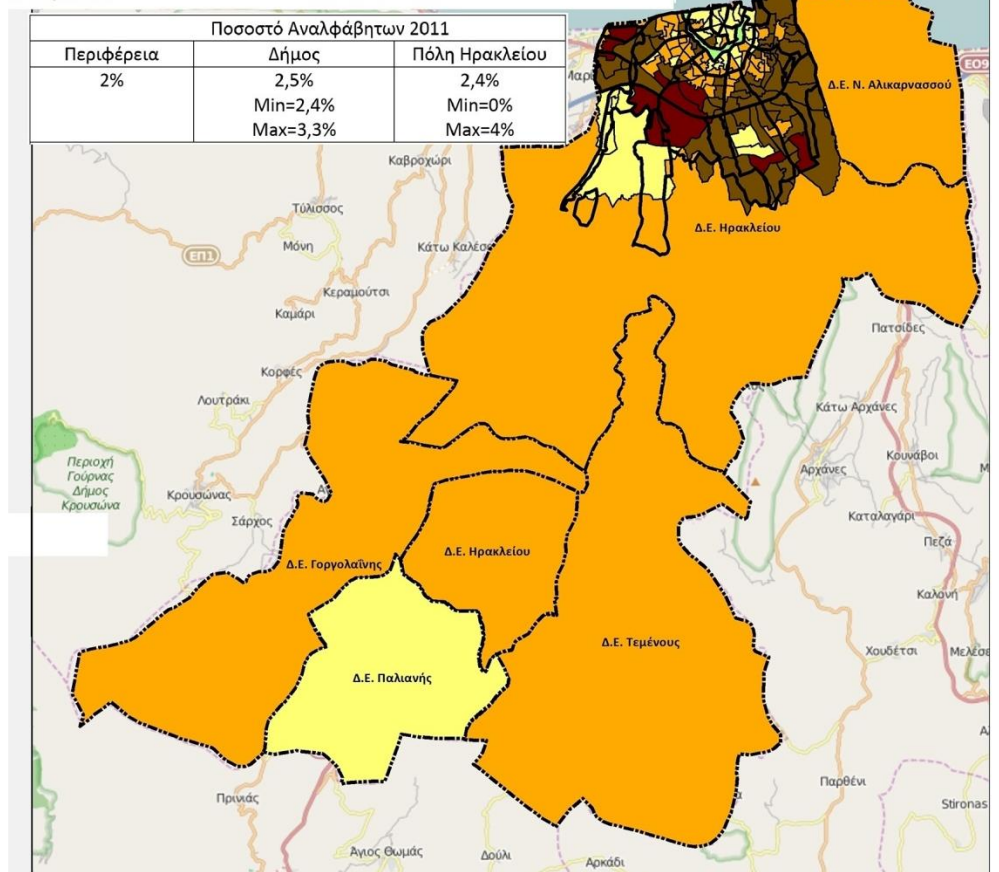 Ποσοστό Αναλφάβητων 2011
Περιφέρεια Δήμος Πόλη Ηρακλείου
2% 2,5% 2,4%
Min=2,4% Min=0%
Max=3,3% Max=4%
Δ.Ε. Ν. Αλικαρνασσού
Καβροχώρι
Τύλισσος
Μόνη
ΕΠ1
Κάτω Καλέσ
Δ.Ε. Ηρακλείου
Κεραμούτσι
Καμάρι
Πατσίδες
Κορφές
Λουτράκι
Κάτω Αρχάνες
Περιοχή
Γούρνας
Δήμος
Κρουσώνα
Κρουσώνας
Αρχάνες
Κουνάβοι
Σάρχος
Καταλαγάρι
Πεζά
Δ.Ε. Γοργολαΐνης
Δ.Ε. Ηρακλείου
Καλονή
Δ.Ε. Τεμένους
Χουδέτσι
Μελέσε
Δ.Ε. Παλιανής
Πρινιάς
Παρθένι
Stironas
Άγιος Θωμάς
Δούλι
Αρκάδι